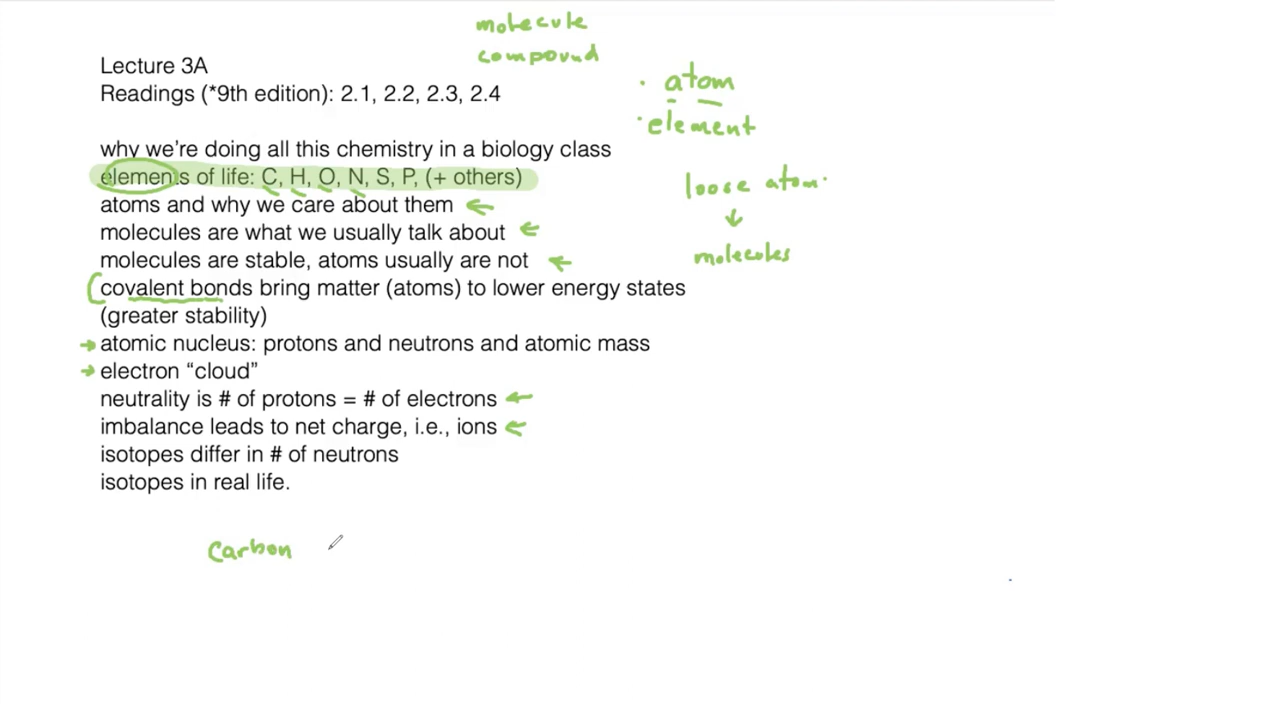 molecule
compound
Lecture 3A
Readings (*9th edition): 2.1, 2.2, 2.3, 2.4
· atom
· element
why we're doing all this chemistry in a biology class
elements of life: C, H, O, N, S, P, (+ others)
loose atom.
atoms and why we care about them
molecules are what we usually talk about
molecules
molecules are stable, atoms usually are not
covalent bonds bring matter (atoms) to lower energy states
(greater stability)
atomic nucleus: protons and neutrons and atomic mass
electron “cloud”
neutrality is # of protons = # of electrons
imbalance leads to net charge, i.e., ions
isotopes differ in # of neutrons
isotopes in real life.
Carbon